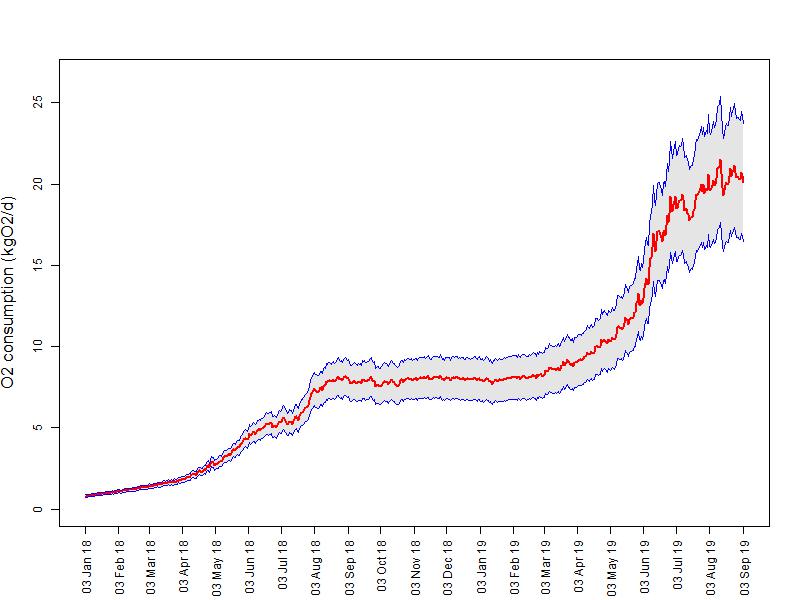 O2 consumption (kgO2/d)
25
20
15
10
5
0
03 Jan 18
03 Feb 18
03 Mar 18
03 Apr 18
03 May 18
03 Jun 18
03 Jul 18
03 Aug 18
03 Sep 18
03 Oct 18
03 Nov 18
03 Dec 18
03 Jan 19
03 Feb 19
03 Mar 19
03 Apr 19
03 May 19
03 Jun 19
03 Jul 19
03 Aug 19
03 Sep 19